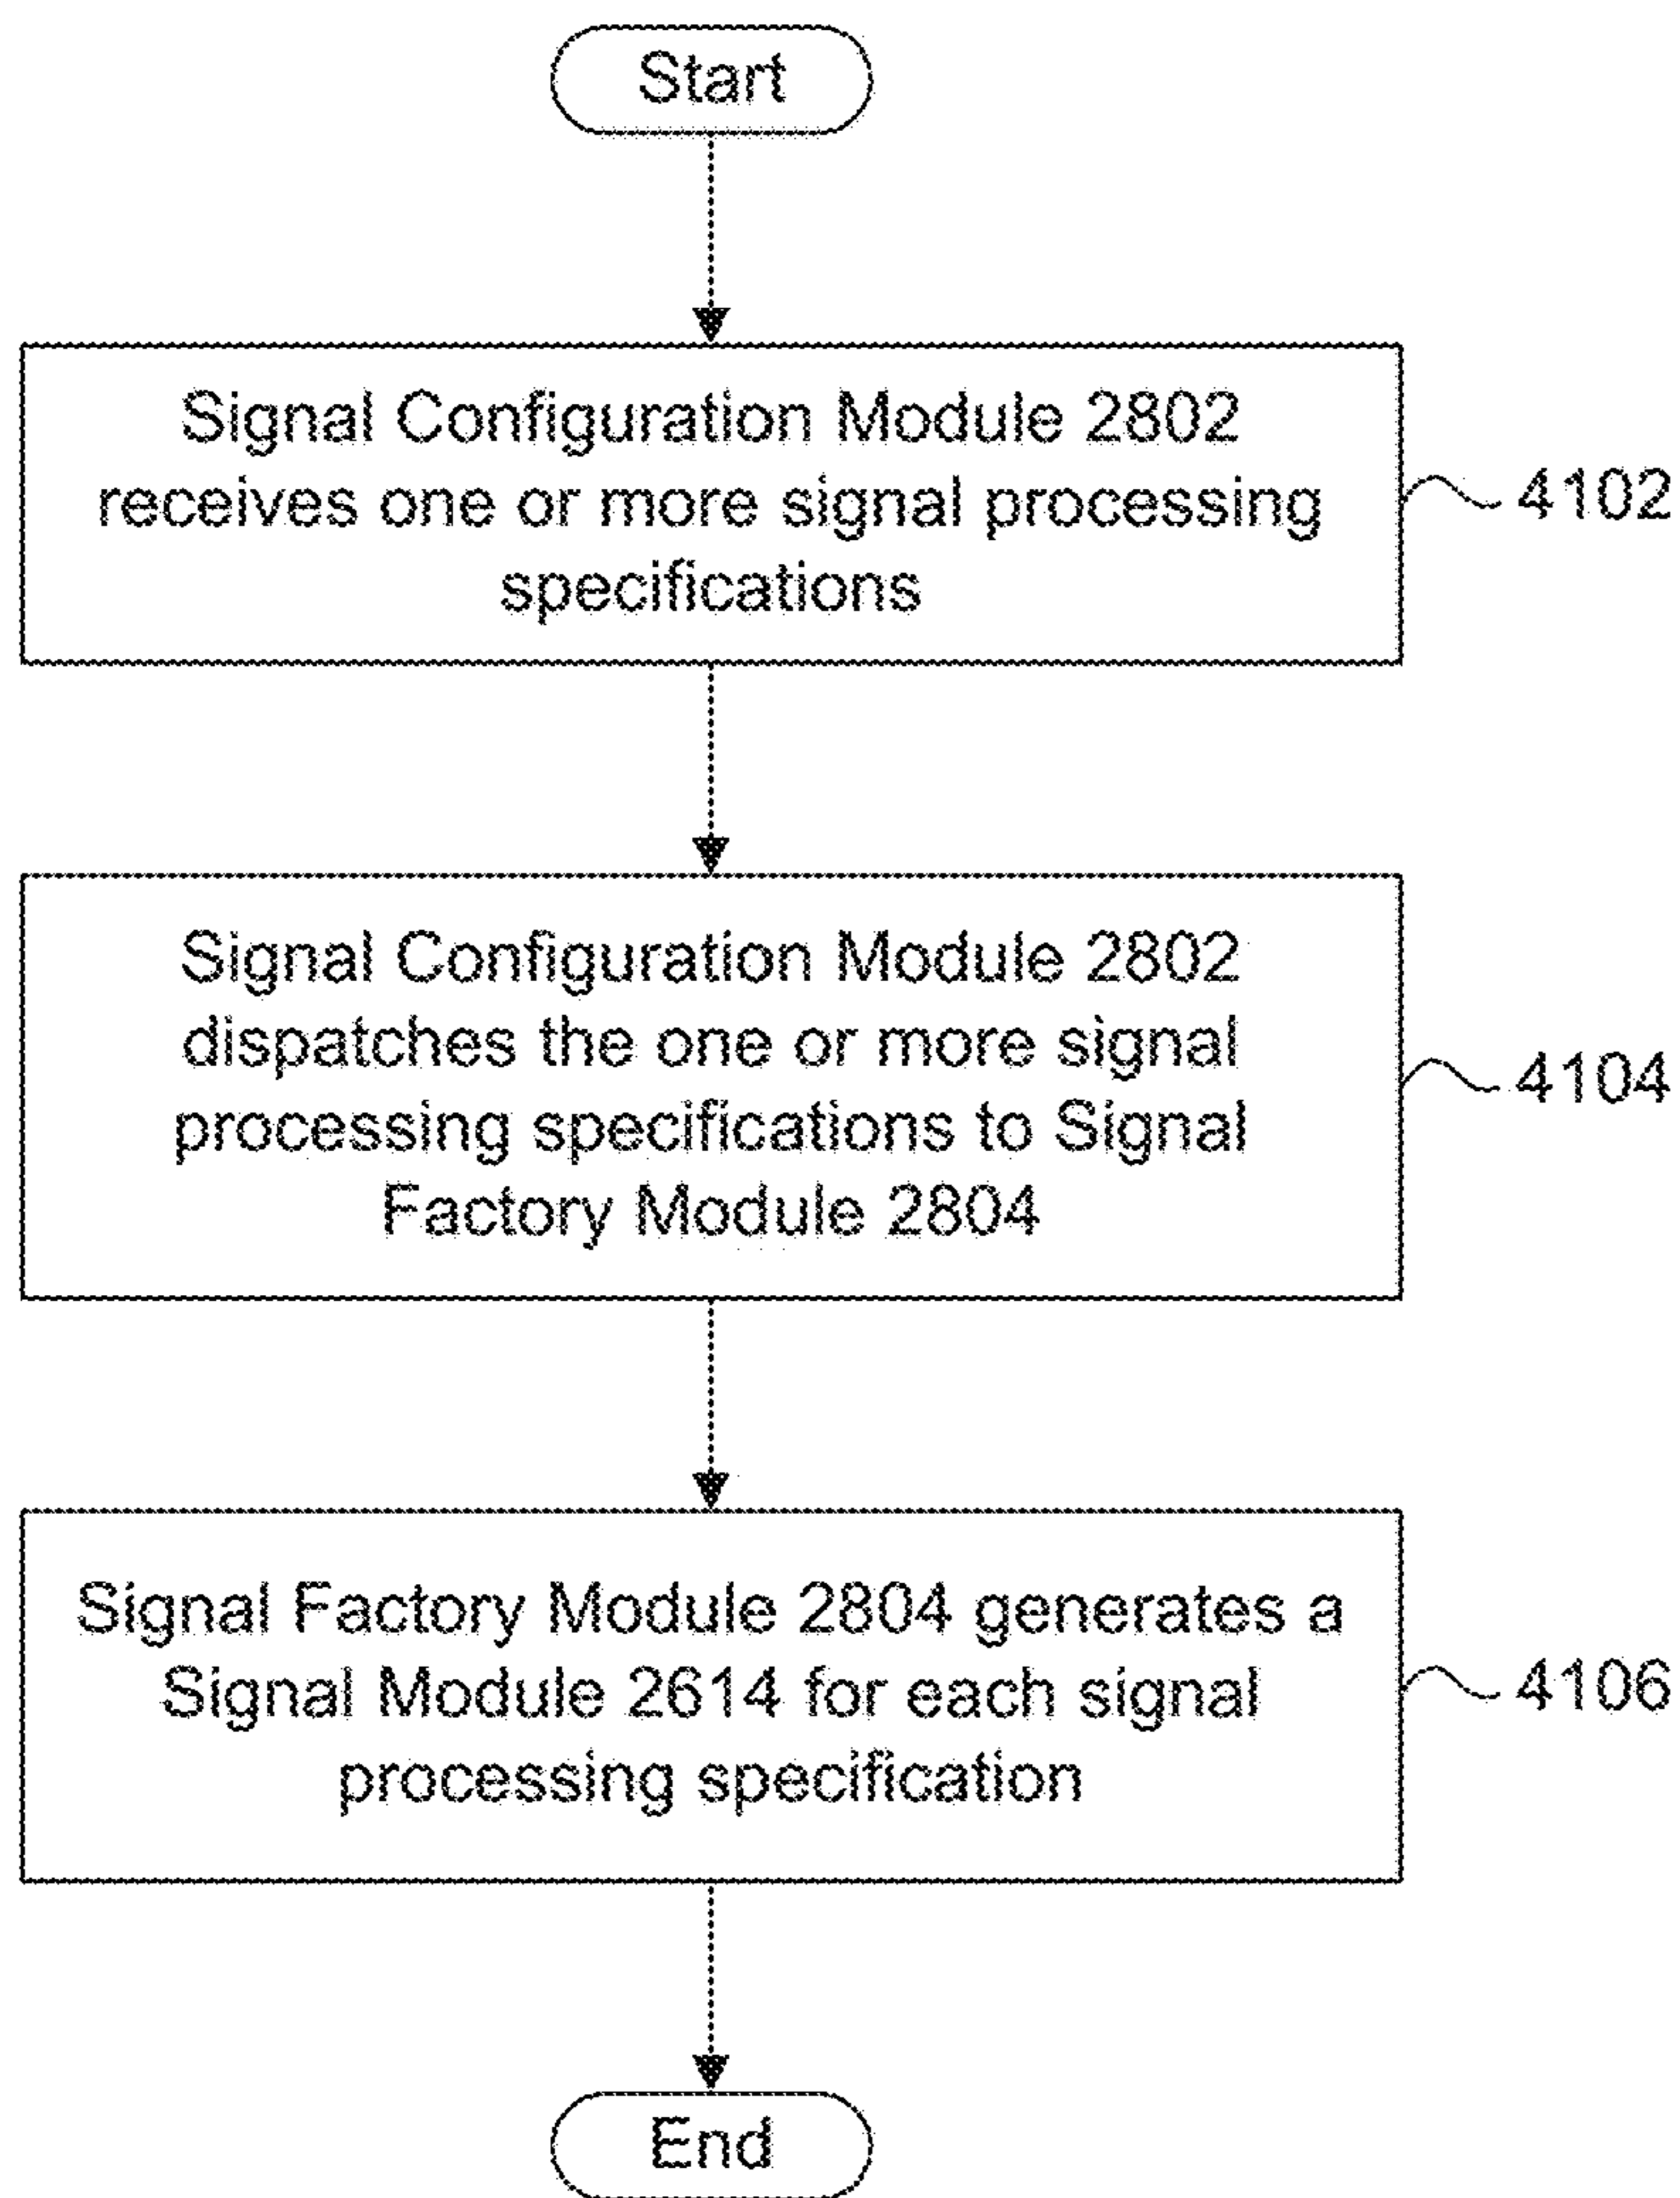 Start
Signal Configuration Module 2802
receives one or more signal processing
specifications
4102
Signal Configuration Module 2802
dispatches the one or more signal
processing specifications to Signal
Factory Module 2804
4104
Signal Factory Module 2804 generates a
Signal Module 2614 for each signal
processing specification
4106
End